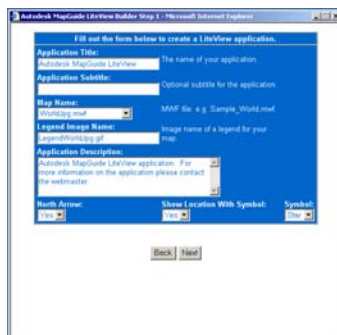 Autodesk MapGuide LiteView Builder Step 1 - Microsoft Internet Explorer
Fill out the form below to create a LiteView application.
Application Title:
Autodesk MapGuide LiteView
The name of your application.
Application Subtitle:
Optional subtitle for the application.
Map Name:
WorldJpg.mwf
MWF file. e.g. Sample_World.mwf.
Legend Image Name:
LegendWorldJpg.gif
Image name of a legend for your
map.
Application Description:
Autodesk MapGuide LiteView application. For
more information on the application please contact
the webmaster.
North Arrow:
Show Location With Symbol:
Symbol:
Yes
Yes
Star
Back
Next